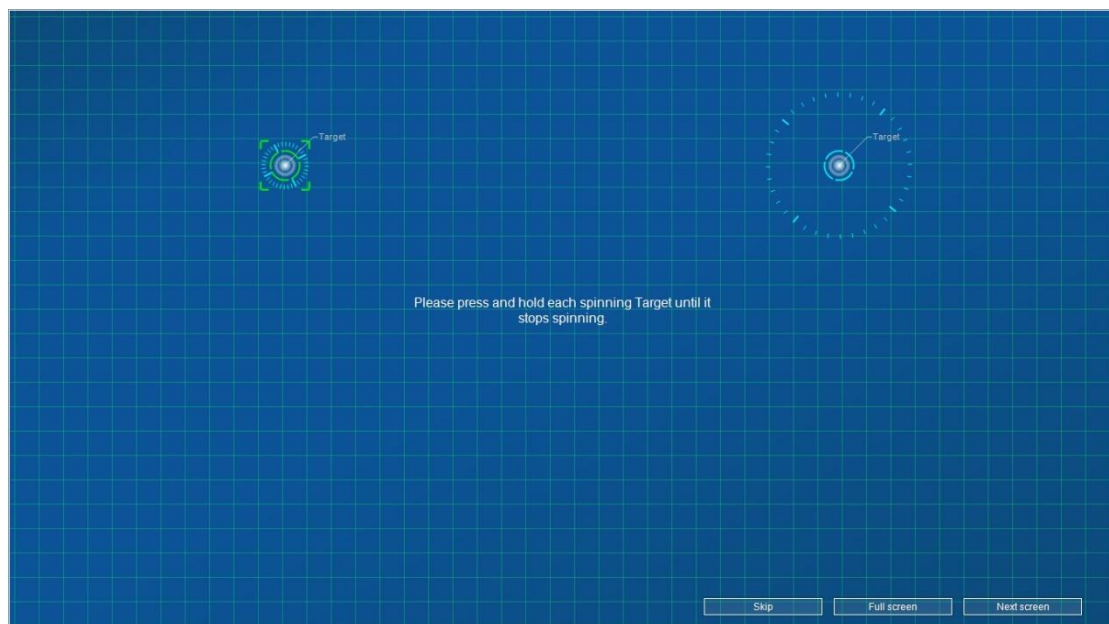 Target
Target
Please press and hold each spinning Target until it
stops spinning.
Skip
Full screen
Next screen